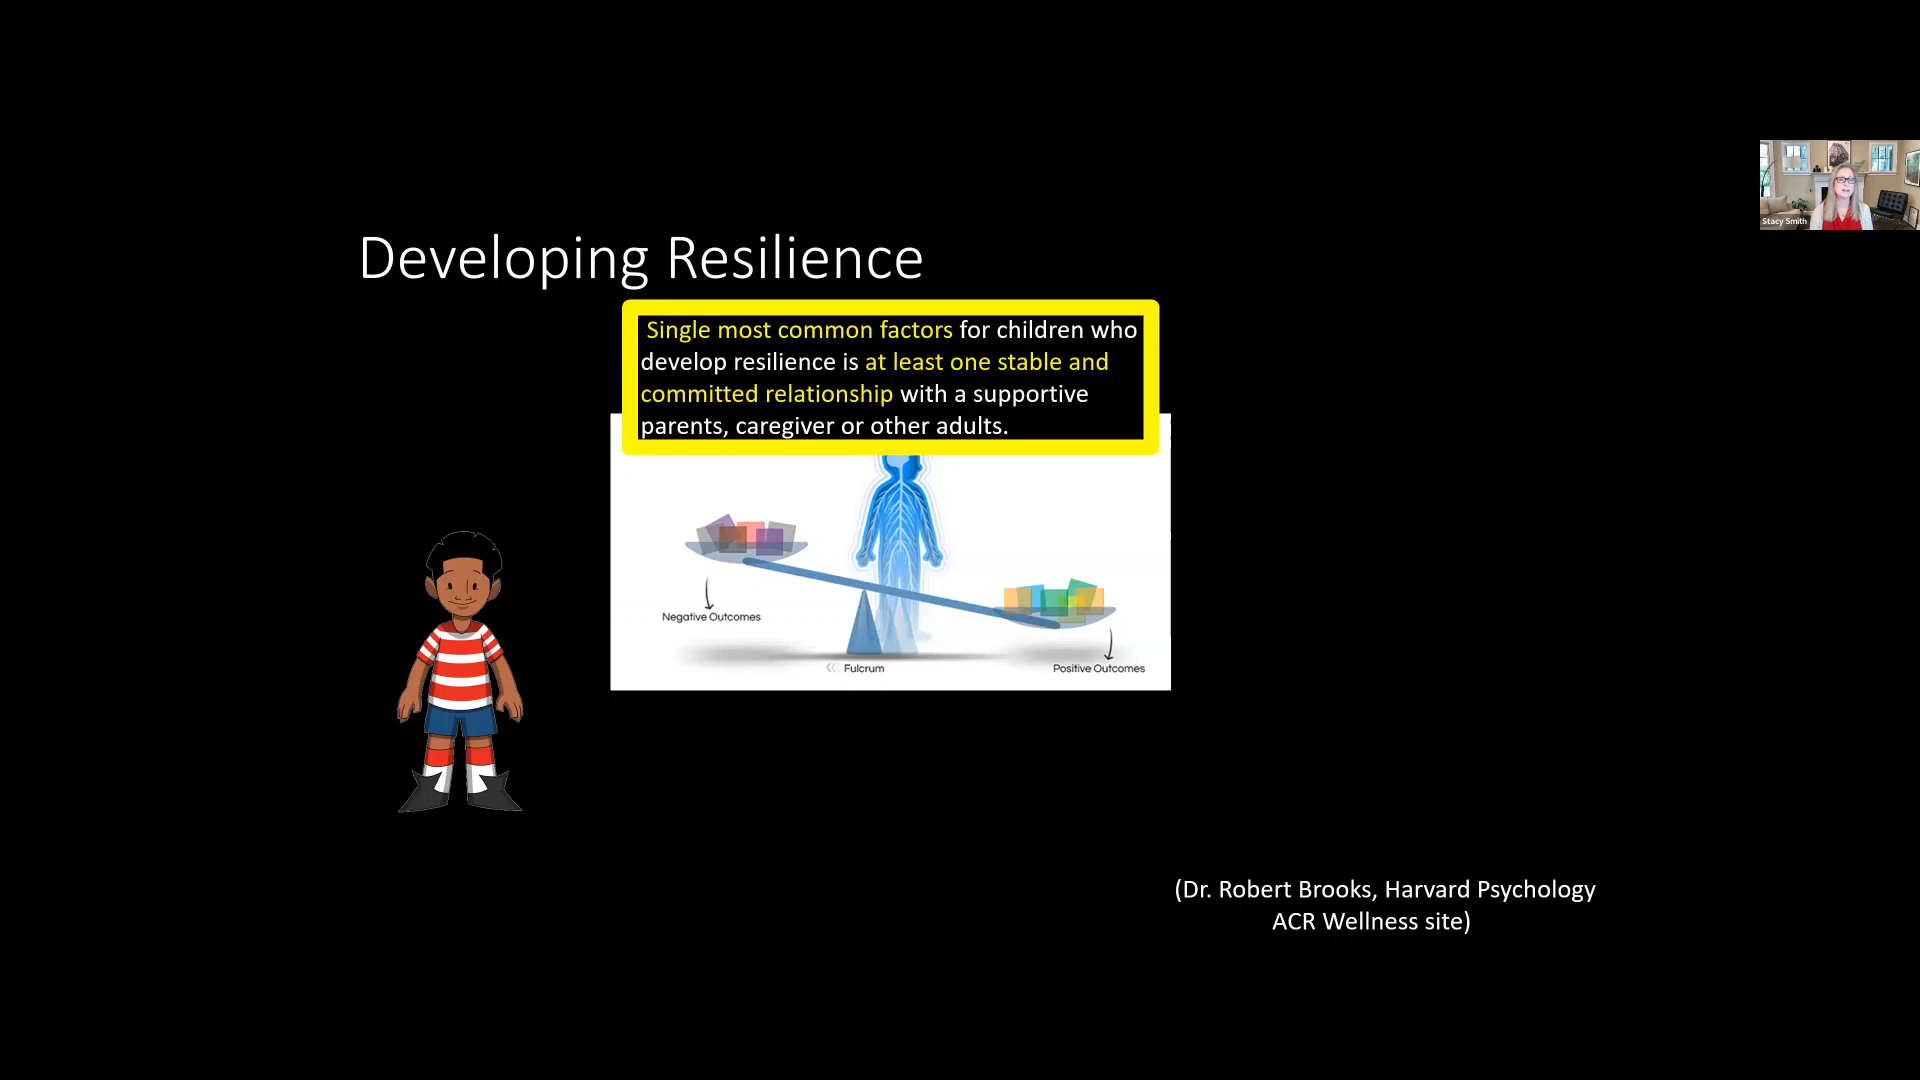 Stacy Smith
Developing Resilience
Single most common factors for children who
develop resilience is at least one stable and
committed relationship with a supportive
parents, caregiver or other adults.
Negative Outcomes
Fulcrum
Positive Outcomes
(Dr. Robert Brooks, Harvard Psychology
ACR Wellness site)